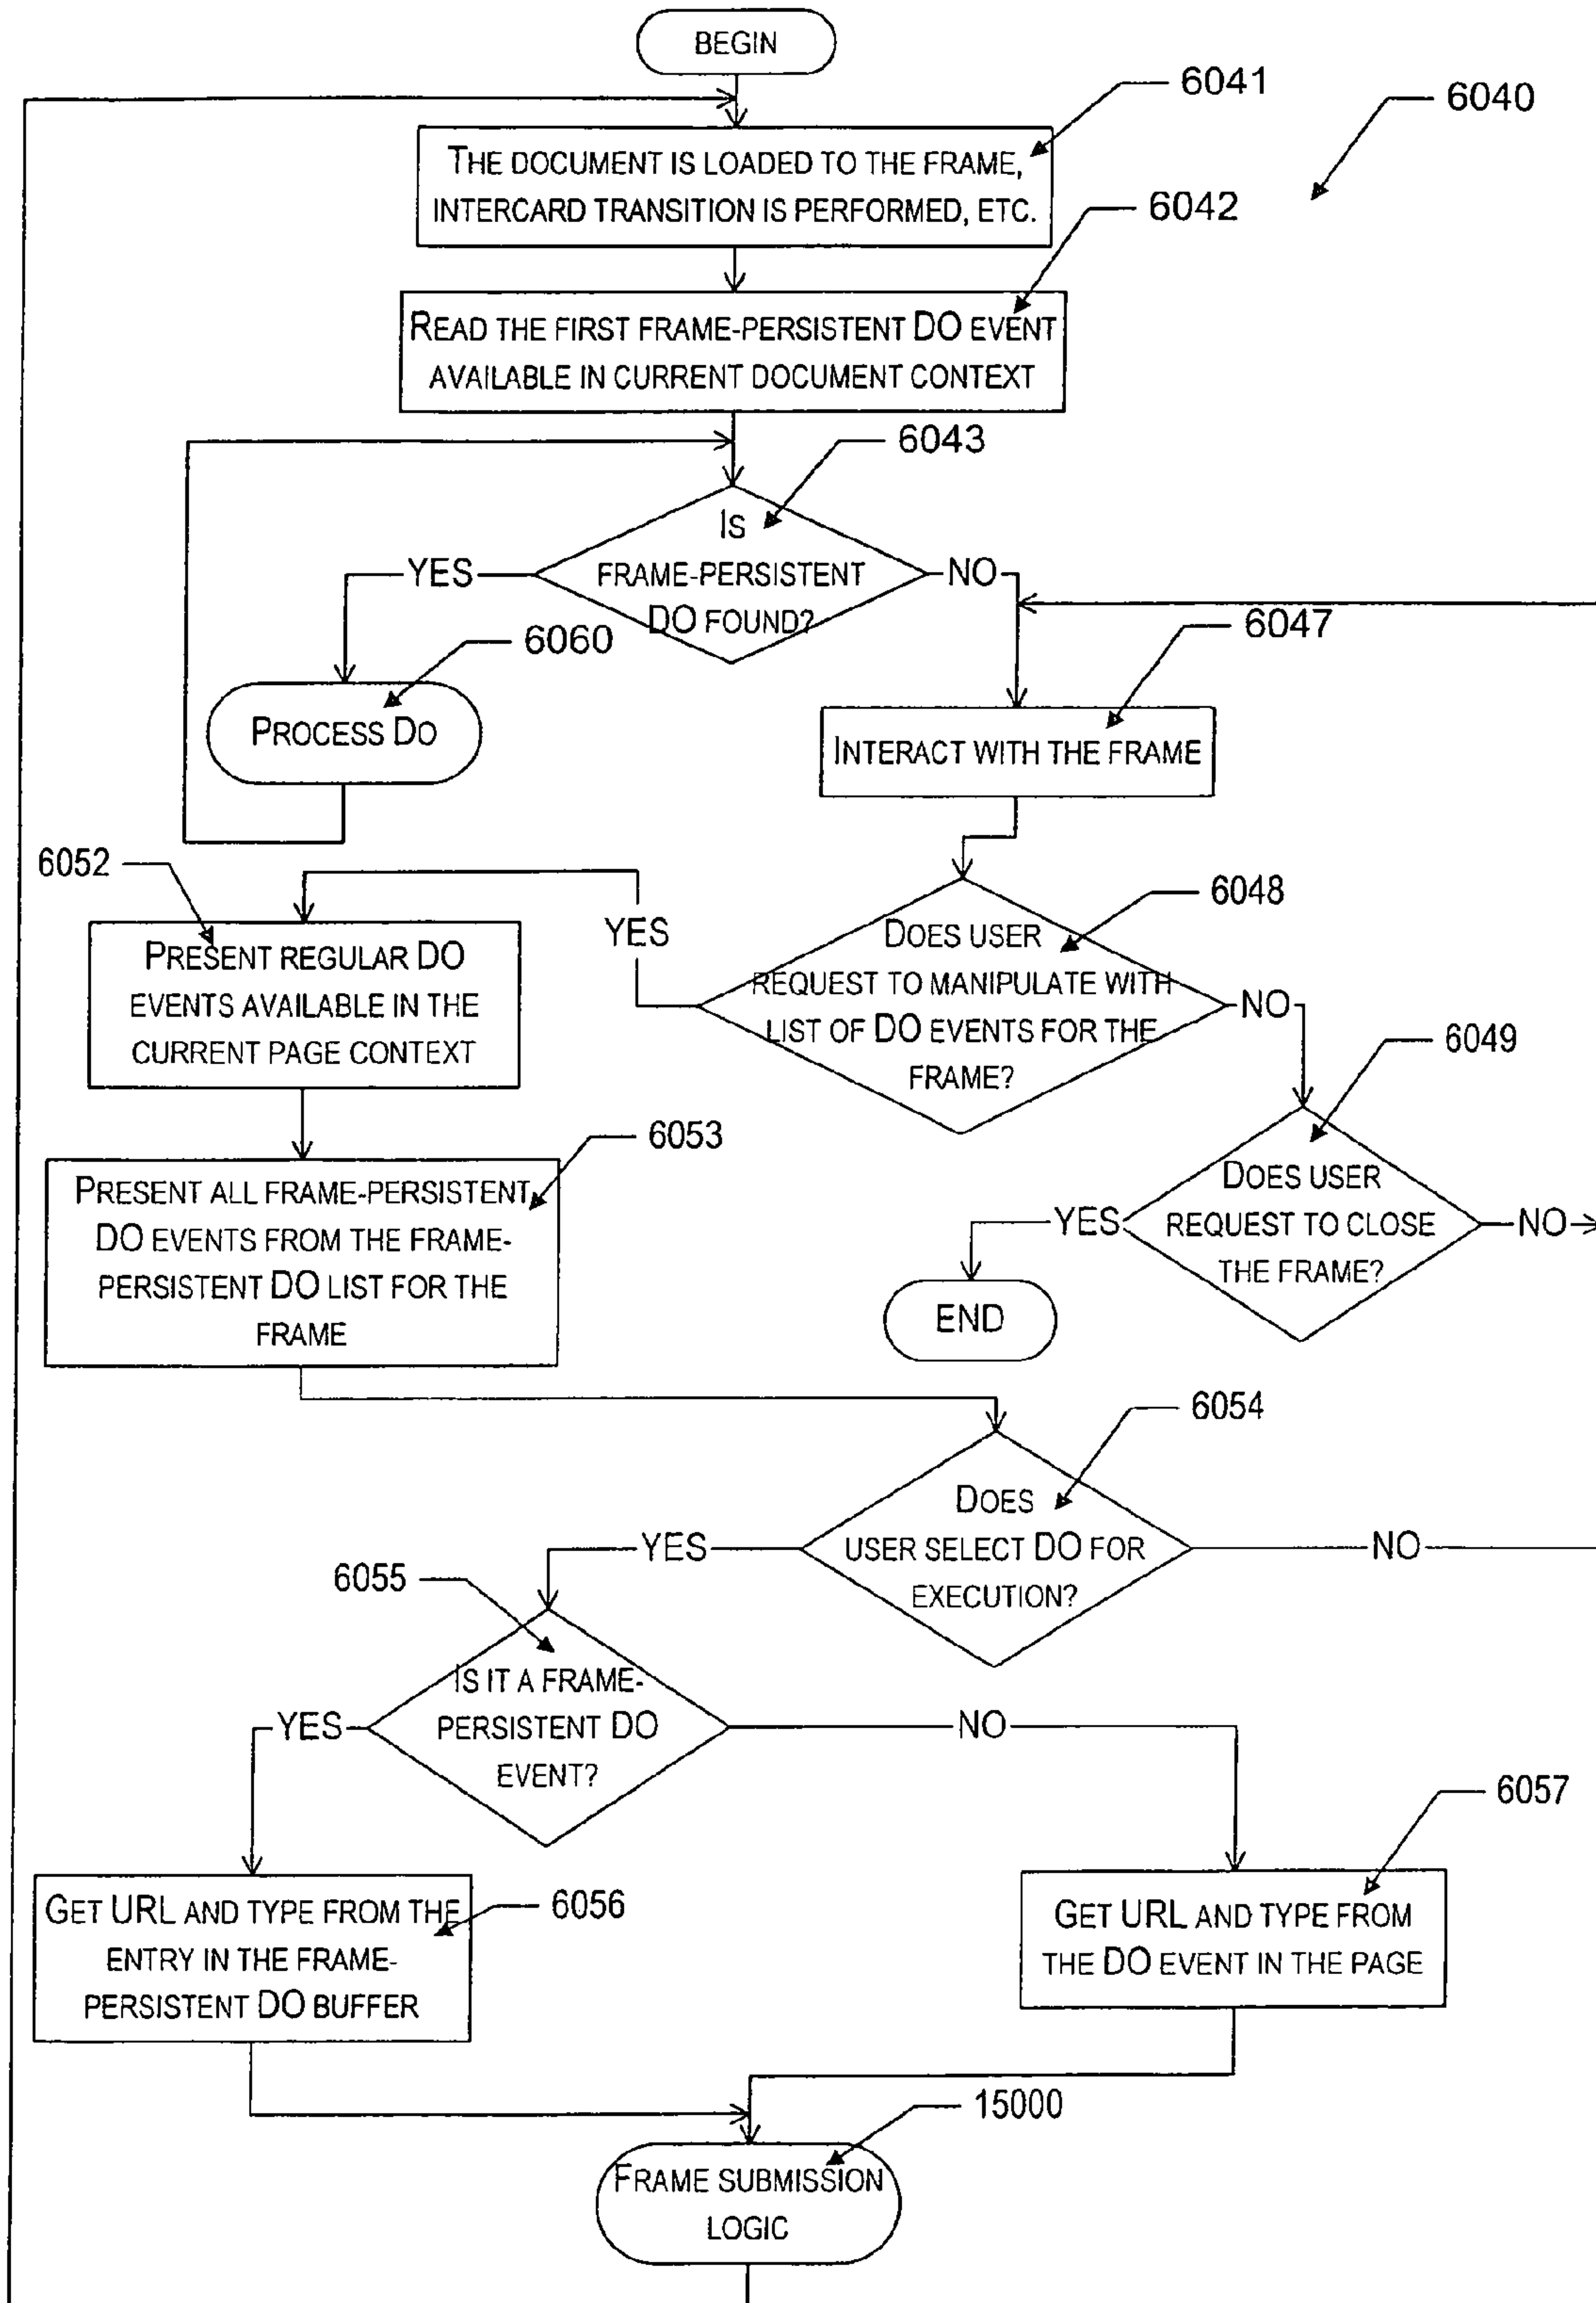 BEGIN
6041
6040
THE DOCUMENT IS LOADED TO THE FRAME,
INTERCARD TRANSITION IS PERFORMED, ETC.
6042
READ THE FIRST FRAME-PERSISTENT DO EVENT
AVAILABLE IN CURRENT DOCUMENT CONTEXT
6043
IS
FRAME-PERSISTENT
DO FOUND?
YES
NO
6060
PROCESS DO
6047
INTERACT WITH THE FRAME
6052
PRESENT REGULAR DO
EVENTS AVAILABLE IN THE
CURRENT PAGE CONTEXT
YES
6048
DOES USER
REQUEST TO MANIPULATE WITH
LIST OF DO EVENTS FOR THE
FRAME?
NO
6049
DOES USER
REQUEST TO CLOSE
THE FRAME?
YES
NO
END
6053
PRESENT ALL FRAME-PERSISTENT
DO EVENTS FROM THE FRAME-
PERSISTENT DO LIST FOR THE
FRAME
6054
DOES
USER SELECT DO FOR
EXECUTION?
YES
NO
6055
IS IT A FRAME-
PERSISTENT DO
EVENT?
YES
NO
6056
GET URL AND TYPE FROM THE
ENTRY IN THE FRAME-
PERSISTENT DO BUFFER
6057
GET URL AND TYPE FROM
THE DO EVENT IN THE PAGE
15000
FRAME SUBMISSION
LOGIC